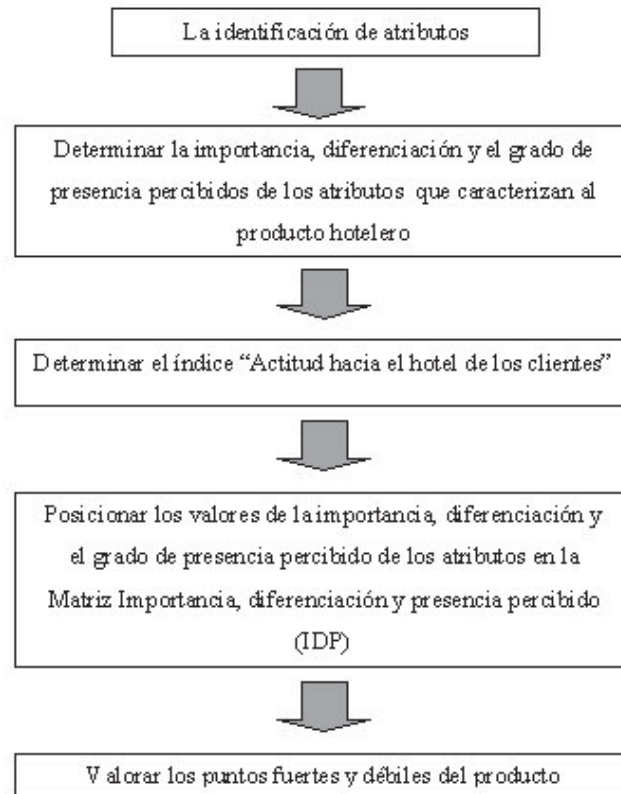 La identificación de atributos
Determinar la importancia, diferenciación y el grado de
presencia percibidos de los atributos que caracterizan al
producto hotelero
Determinar el índice “Actitud hacia el hotel de los clientes”
Posicionar los valores de la importancia, diferenciación y
el grado de presencia percibido de los atributos en la
Matriz Importancia, diferenciación y presencia percibido
(IDP)
Valorar los puntos fuertes y débiles del producto